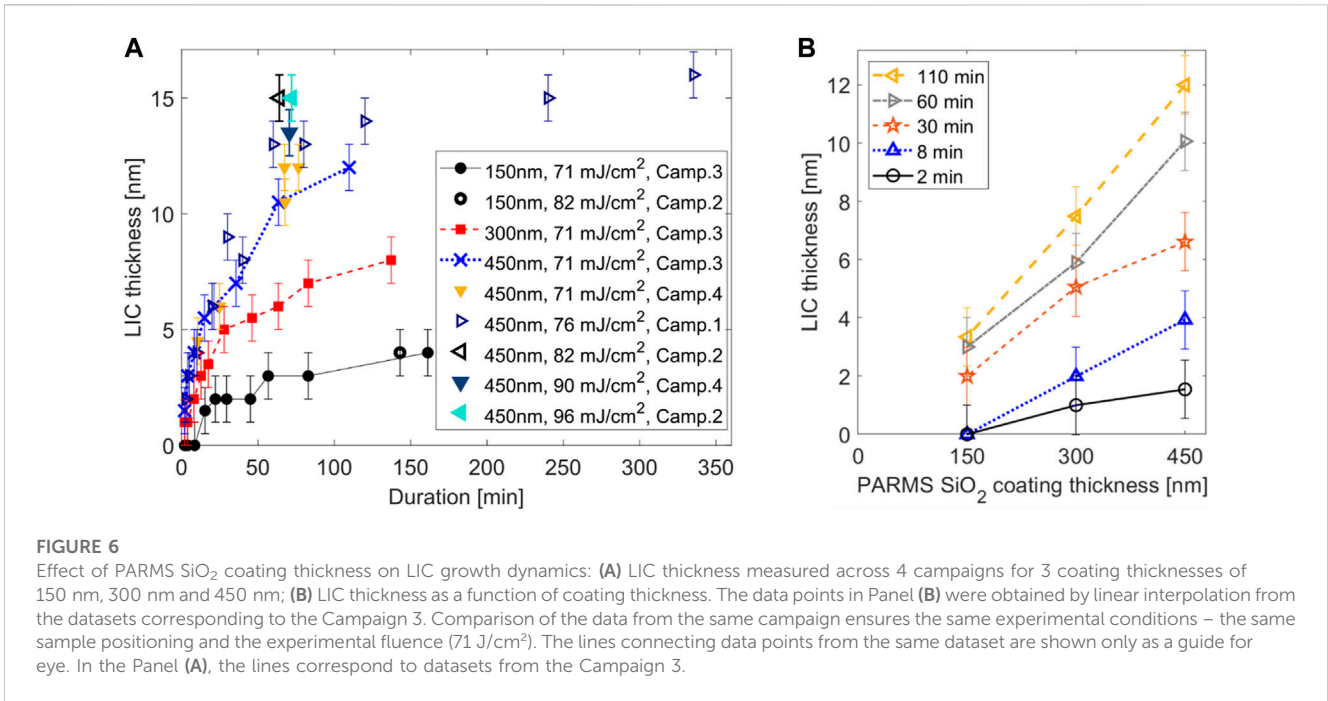 A
LIC thickness [nm]
15
10
5
0
0 50 100 150 200 250 300 350
Duration [min]
150nm, 71 mJ/cm², Camp.3
150nm, 82 mJ/cm², Camp.2
300nm, 71 mJ/cm², Camp.3
450nm, 71 mJ/cm², Camp.3
450nm, 71 mJ/cm², Camp.4
450nm, 76 mJ/cm², Camp.1
450nm, 82 mJ/cm², Camp.2
450nm, 90 mJ/cm², Camp.4
450nm, 96 mJ/cm², Camp.2
B
LIC thickness [nm]
12
10
8
6
4
2
0
0 150 300 450
PARMS SiO₂ coating thickness [nm]
110 min
60 min
30 min
8 min
2 min
FIGURE 6
Effect of PARMS SiO₂ coating thickness on LIC growth dynamics: (A) LIC thickness measured across 4 campaigns for 3 coating thicknesses of
150 nm, 300 nm and 450 nm; (B) LIC thickness as a function of coating thickness. The data points in Panel (B) were obtained by linear interpolation from
the datasets corresponding to the Campaign 3. Comparison of the data from the same campaign ensures the same experimental conditions – the same
sample positioning and the experimental fluence (71 J/cm²). The lines connecting data points from the same dataset are shown only as a guide for
eye. In the Panel (A), the lines correspond to datasets from the Campaign 3.